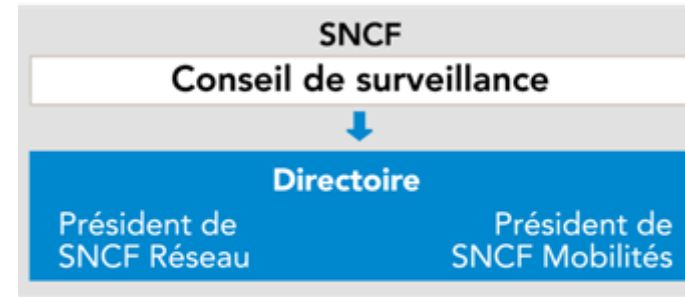 SNCF
Conseil de surveillance
Directoire
Président de
SNCF Réseau
Président de
SNCF Mobilités